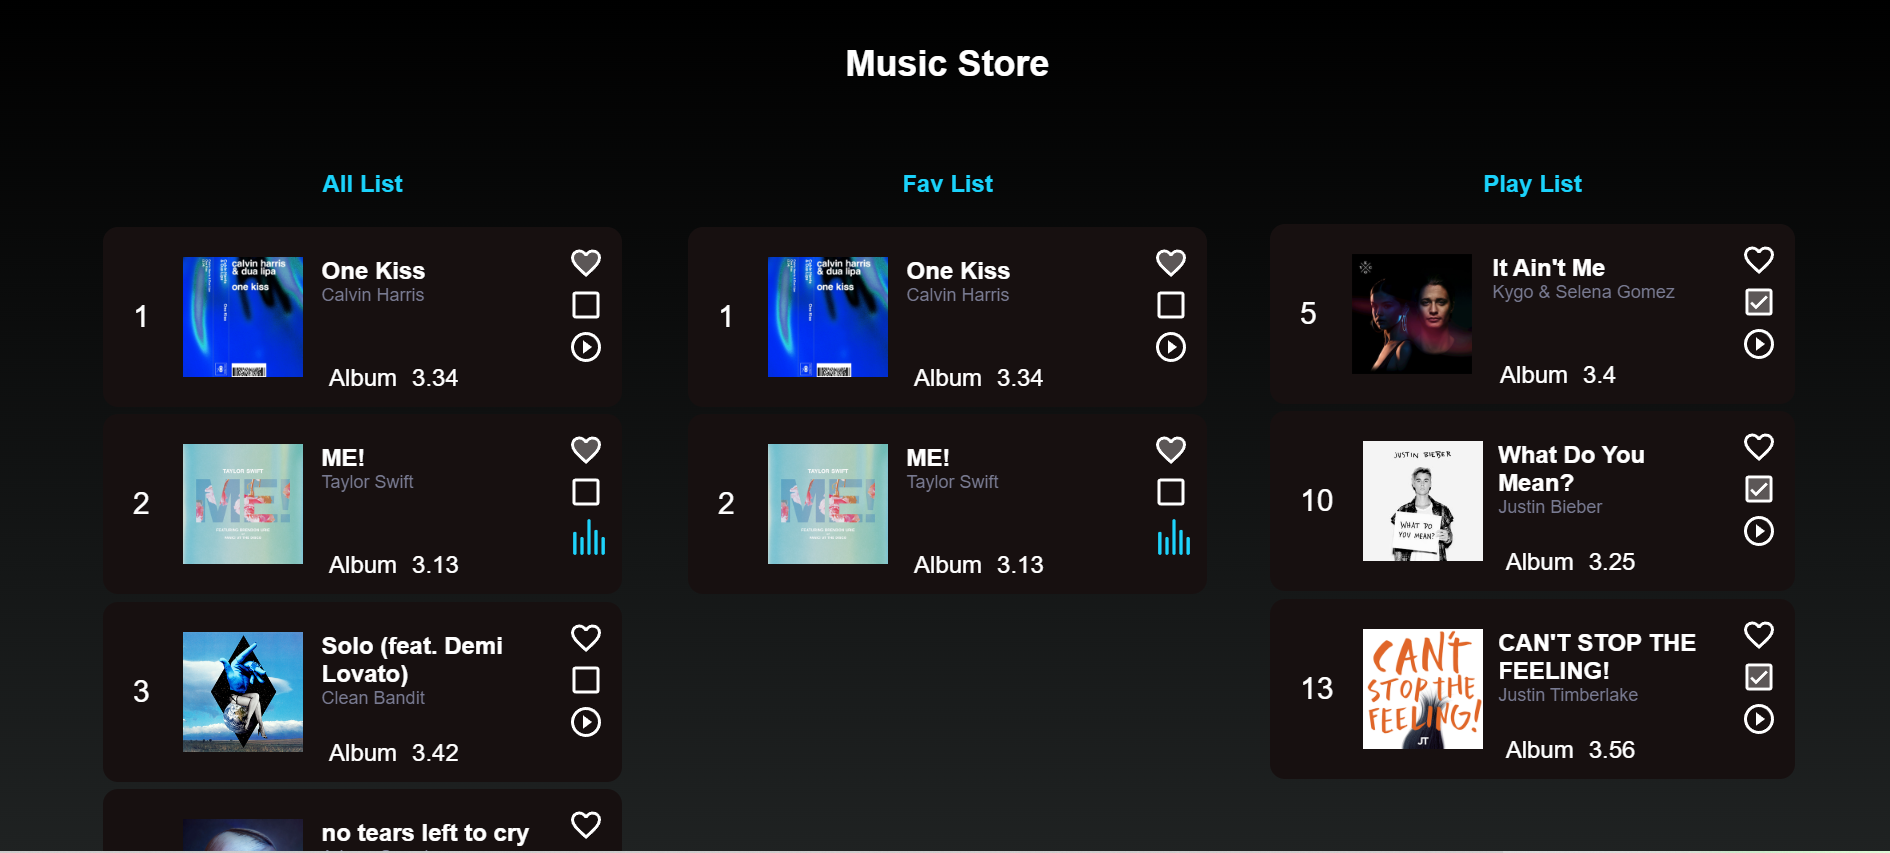 Music Store
All List
1
calvin harris
& dua lipa
one kiss
One Kiss
Calvin Harris
Album 3.34
2
TAYLOR SWIFT
ME!
ME!
Taylor Swift
Album 3.13
3
Solo (feat. Demi
Lovato)
Clean Bandit
Album 3.42
no tears left to cry
Fav List
1
calvin harris
& dua lipa
one kiss
One Kiss
Calvin Harris
Album 3.34
2
TAYLOR SWIFT
ME!
ME!
Taylor Swift
Album 3.13
Play List
5
It Ain't Me
Kygo & Selena Gomez
Album 3.4
10
JUSTIN BIEBER
WHAT DO
YOU MEAN?
What Do You
Mean?
Justin Bieber
Album 3.25
13
CAN'T
STOP THE
FEELING!
JT
CAN'T STOP THE
FEELING!
Justin Timberlake
Album 3.56